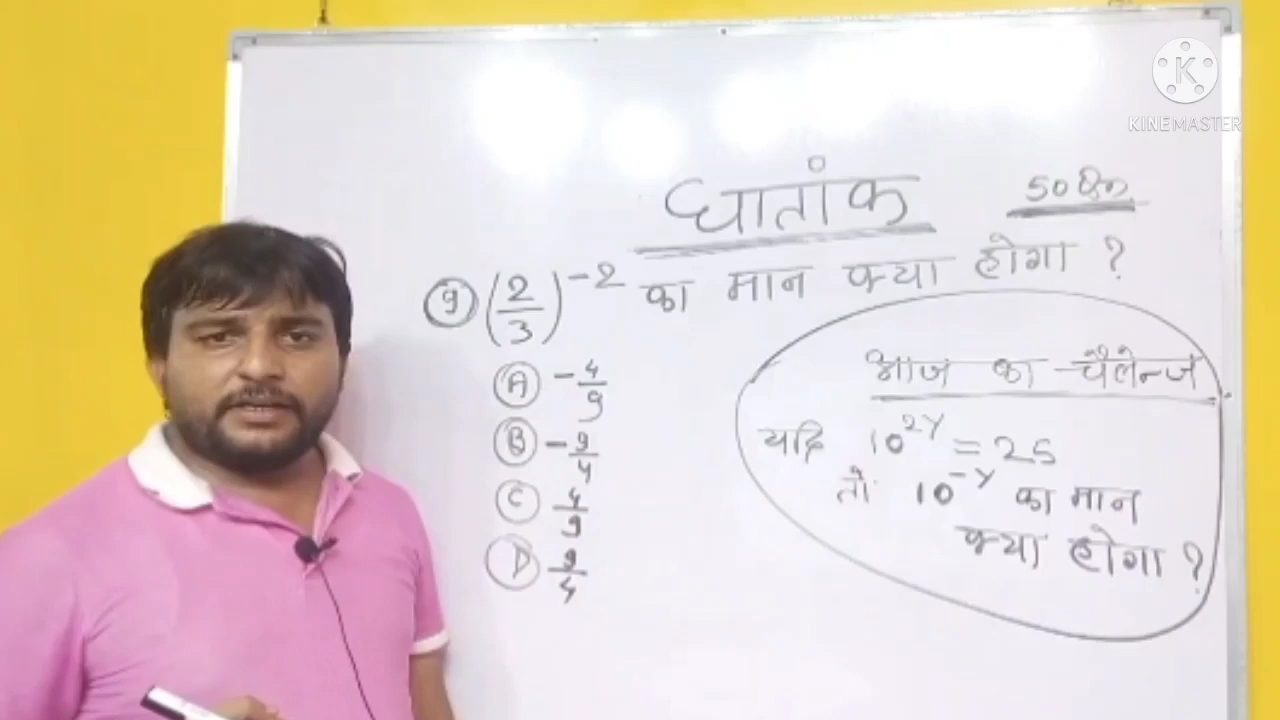 KINEMASTER
घातांक
50
9 (2/3)^-2 का मान क्या होगा ?
A -4/9
B -9/4
C 4/9
D 9/4
आज का चैलेन्ज
यदि 10^2y = 25
तो 10^-y का मान
क्या होगा ?